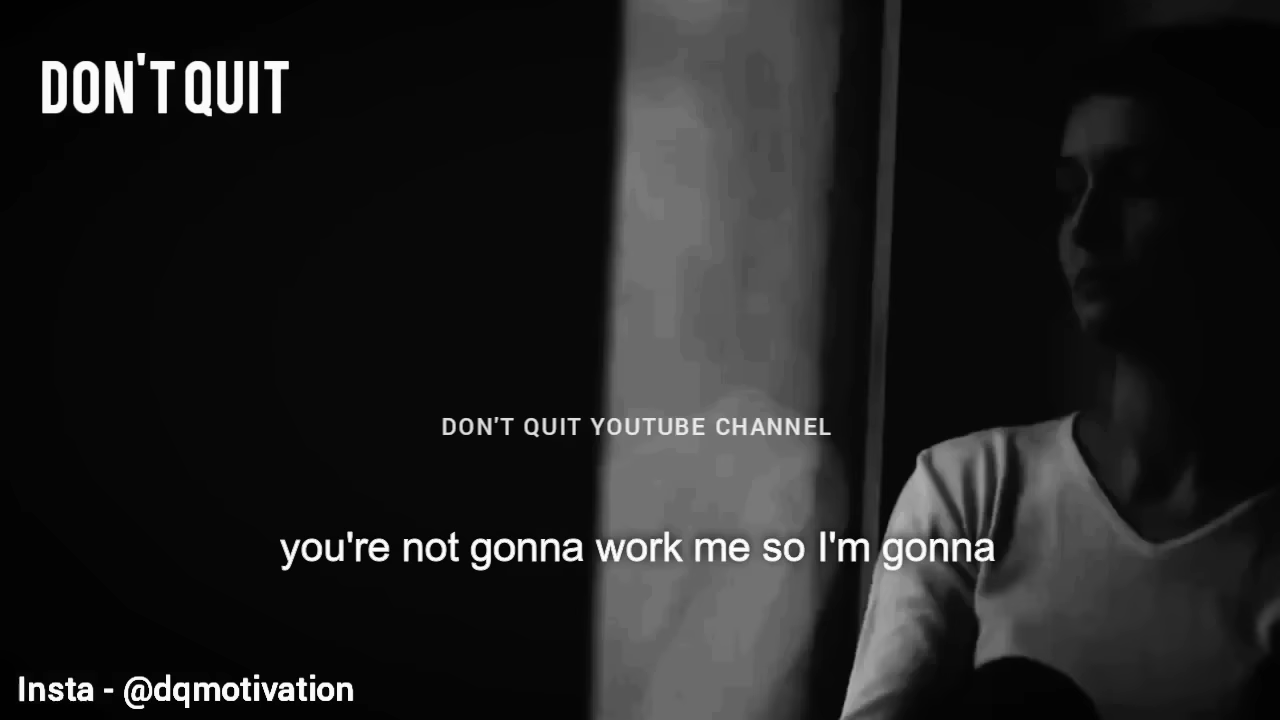 DON'T QUIT
DON'T QUIT YOUTUBE CHANNEL
you're not gonna work me so I'm gonna
Insta - @dqmotivation